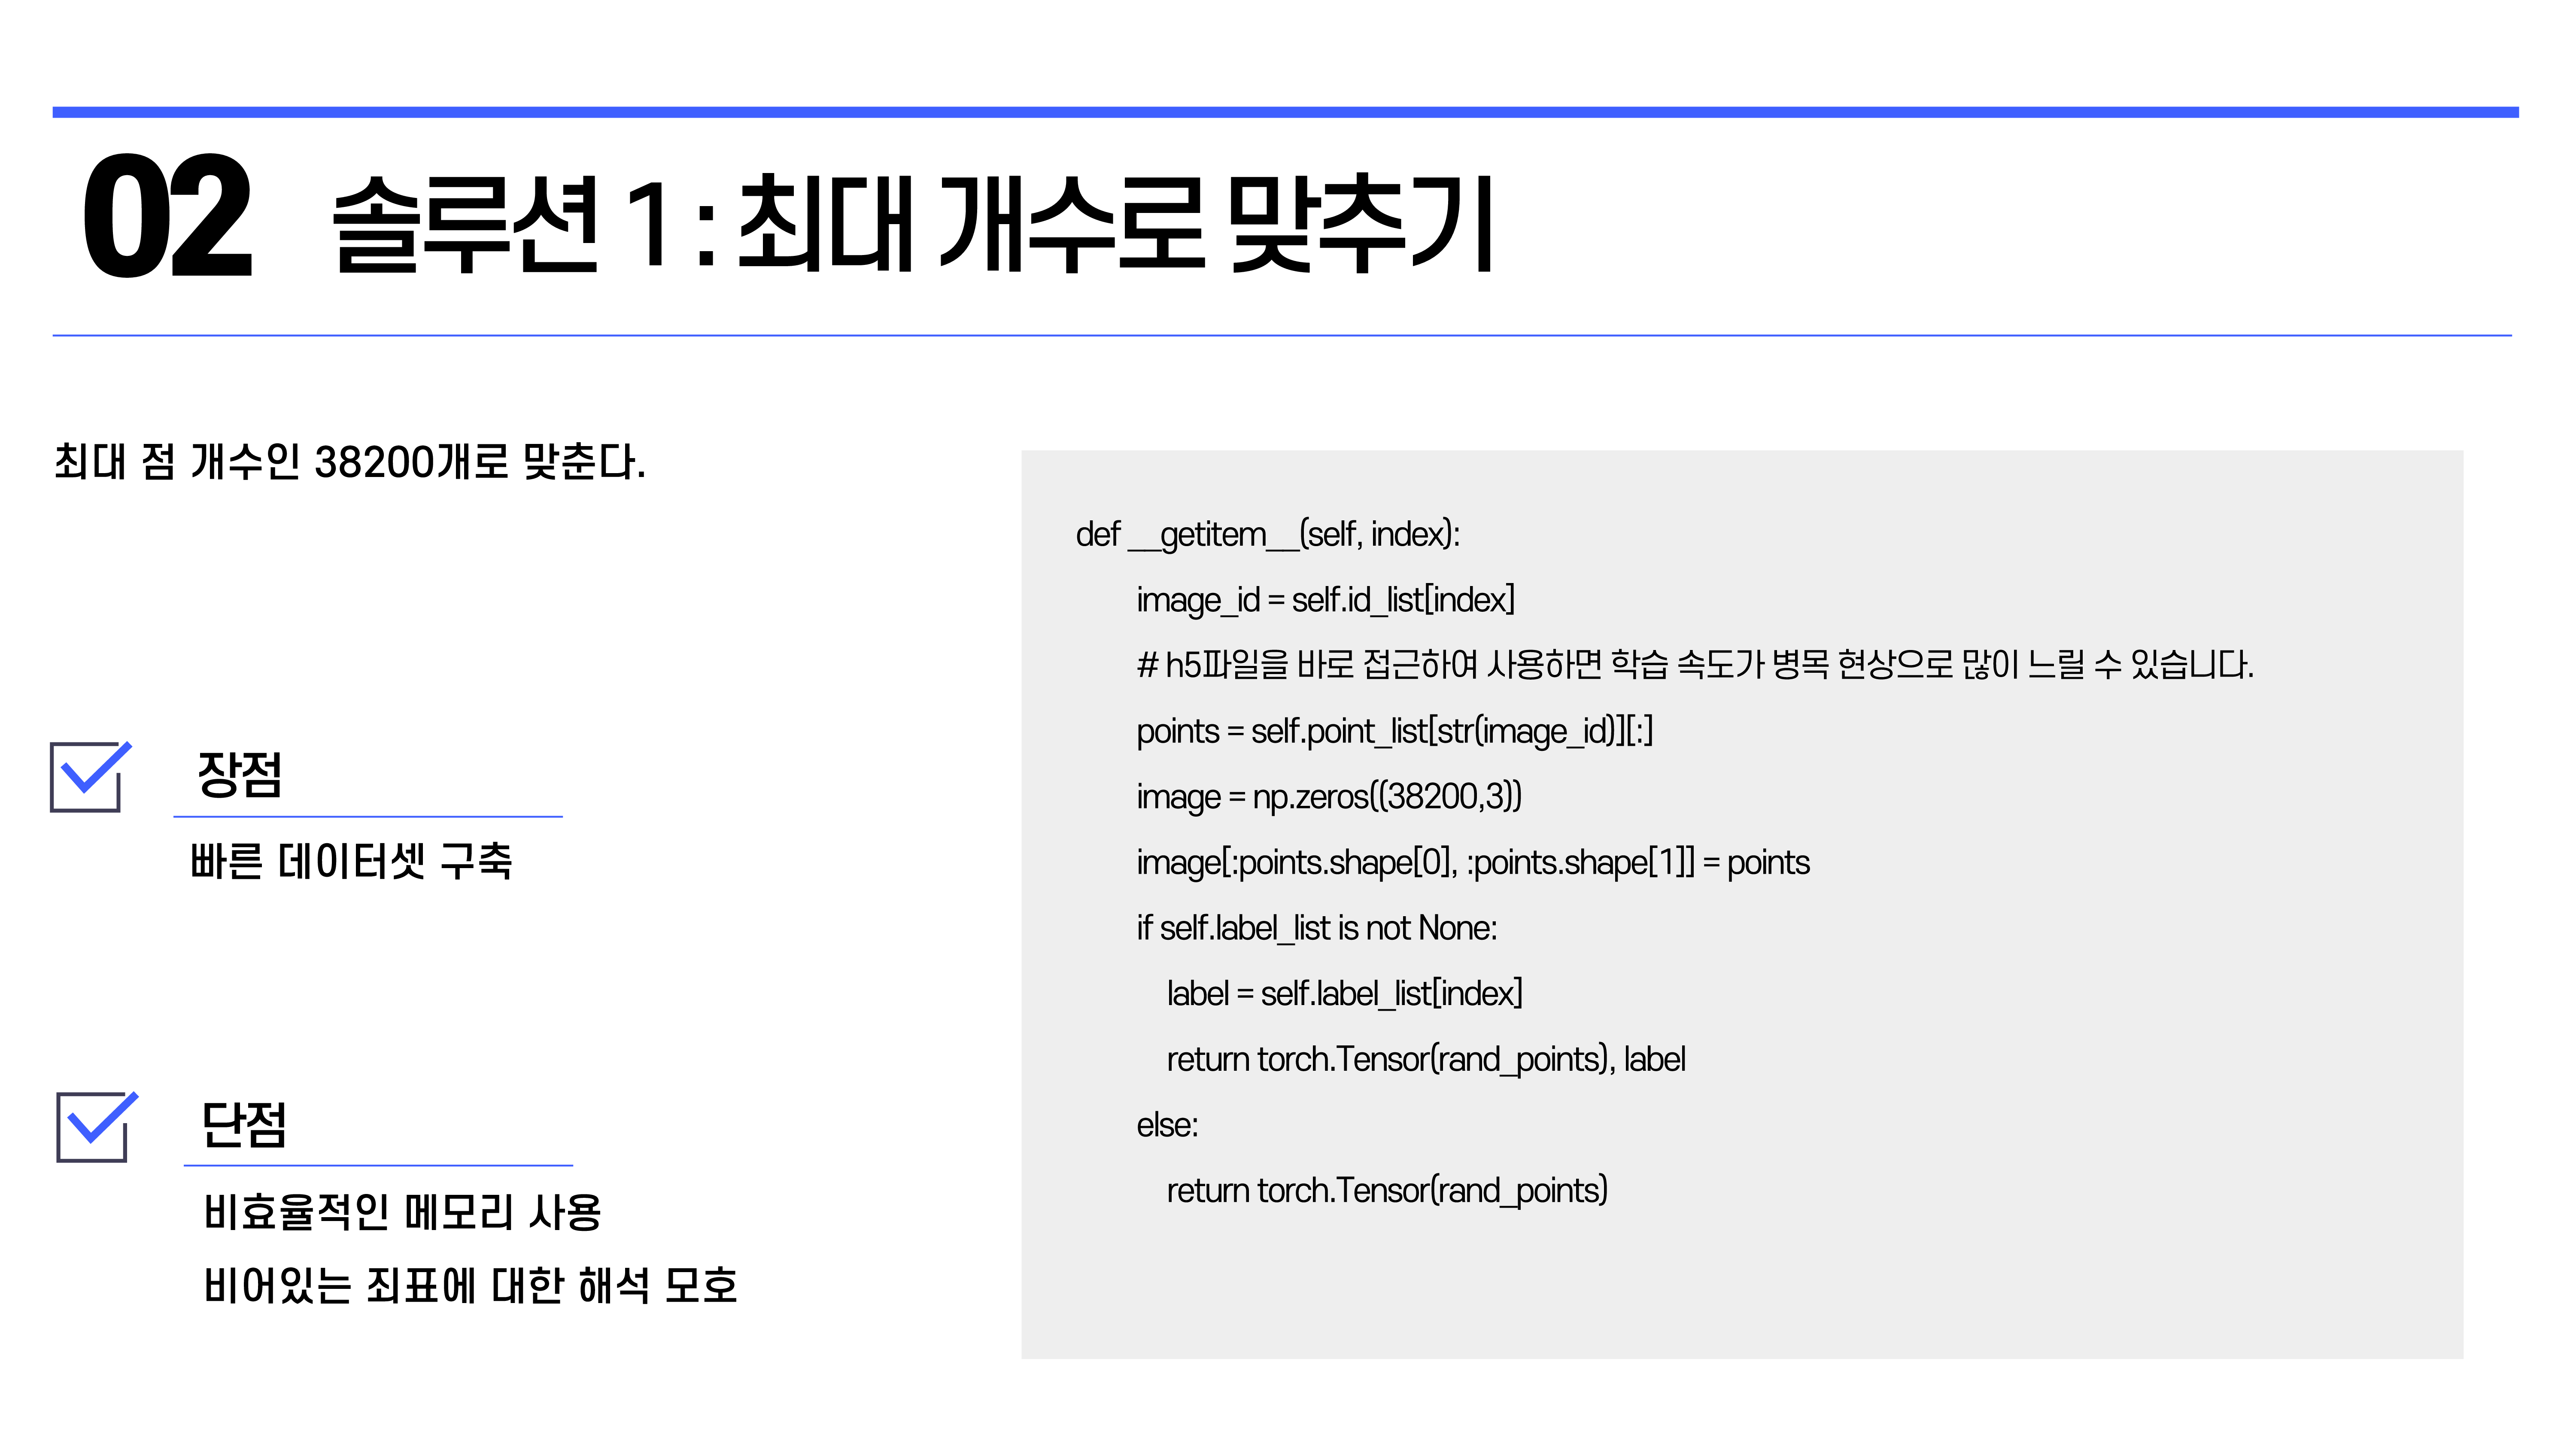 02 솔루션 1 : 최대 개수로 맞추기
최대 점 개수인 38200개로 맞춘다.
장점
빠른 데이터셋 구축
단점
비효율적인 메모리 사용
비어있는 죄표에 대한 해석 모호
def __getitem__(self, index):
image_id = self.id_list[index]
# h5파일을 바로 접근하여 사용하면 학습 속도가 병목 현상으로 많이 느릴 수 있습니다.
points = self.point_list[str(image_id)][:]
image = np.zeros((38200,3))
image[:points.shape[0], :points.shape[1]] = points
if self.label_list is not None:
label = self.label_list[index]
return torch.Tensor(rand_points), label
else:
return torch.Tensor(rand_points)